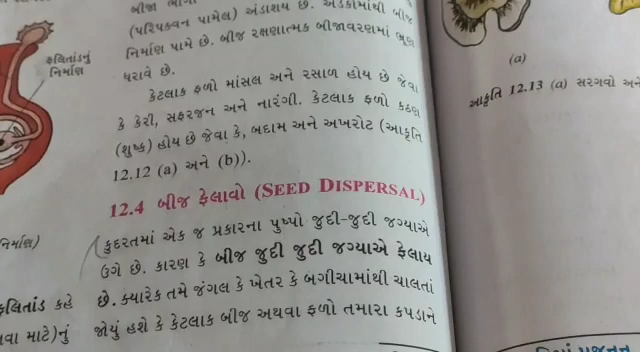 બીજા ભાગો
(પરિપક્વન પામેલ) અંડાશય છે. અંડકોમાંથી બીજ
નિર્માણ પામે છે. બીજ રક્ષણાત્મક બીજાવરણમાં ભ્રૂણ
ધરાવે છે.
કેટલાક ફળો માંસલ અને રસાળ હોય છે જેવા
કે કેરી, સફરજન અને નારંગી. કેટલાક ફળો કઠણ
(શુષ્ક) હોય છે જેવા કે, બદામ અને અખરોટ (આકૃતિ
12.12 (a) અને (b)).
12.4 બીજ ફેલાવો (SEED DISPERSAL)
કુદરતમાં એક જ પ્રકારના પુષ્પો જુદી-જુદી જગ્યાએ
ઉગે છે. કારણ કે બીજ જુદી જુદી જગ્યાએ ફેલાય
છે. ક્યારેક તમે જંગલ કે ખેતર કે બગીચામાંથી ચાલતાં
જોયું હશે કે કેટલાક બીજ અથવા ફળો તમારા કપડાને
ફલિતાંડનું
નિર્માણ
નિર્માણ)
ફલિતાંડ કહે
વા માટે)નું
(a)
આકૃતિ 12.13 (a) સરગવો અને